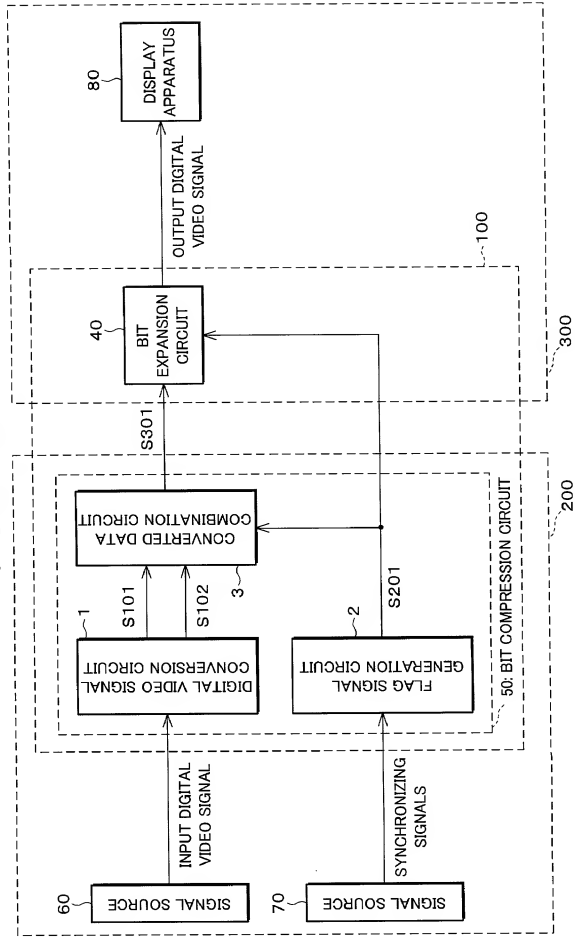 60
SIGNAL SOURCE
INPUT DIGITAL
VIDEO SIGNAL
1
DIGITAL VIDEO SIGNAL
CONVERSION CIRCUIT
S101
S102
3
CONVERTED DATA
COMBINATION CIRCUIT
S301
40
BIT
EXPANSION
CIRCUIT
OUTPUT DIGITAL
VIDEO SIGNAL
80
DISPLAY
APPARATUS
70
SIGNAL SOURCE
SYNCHRONIZING
SIGNALS
2
FLAG SIGNAL
GENERATION CIRCUIT
S201
50: BIT COMPRESSION CIRCUIT
100
200
300